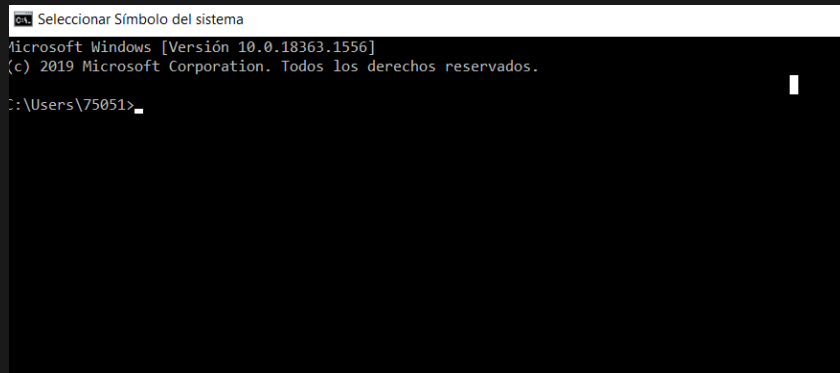 Seleccionar Símbolo del sistema
Microsoft Windows [Versión 10.0.18363.1556]
(c) 2019 Microsoft Corporation. Todos los derechos reservados.
C:\Users\75051>